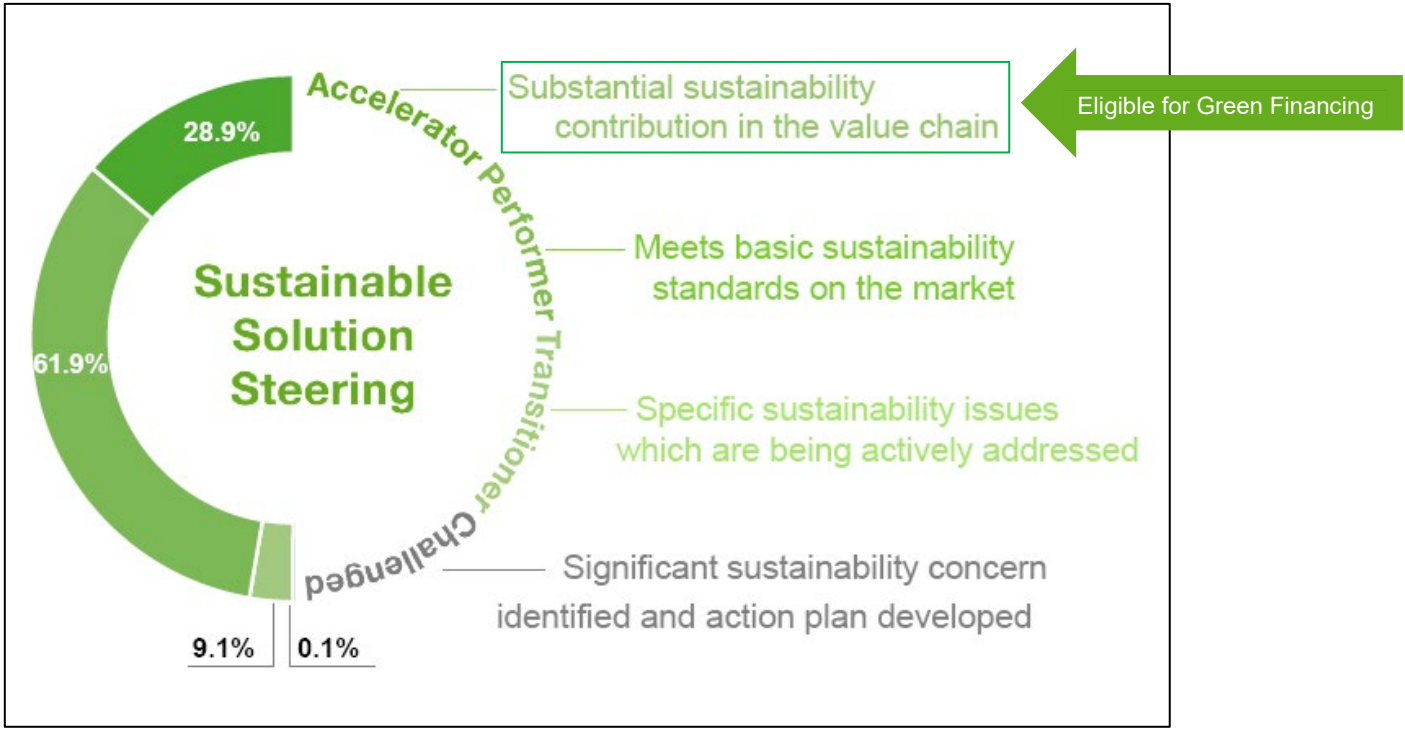 Accelerator
Substantial sustainability
contribution in the value chain
Eligible for Green Financing
28.9%
Performer
Meets basic sustainability
standards on the market
Sustainable
Solution
Steering
61.9%
Transitioner
Specific sustainability issues
which are being actively addressed
Challenged
Significant sustainability concern
identified and action plan developed
9.1%
0.1%